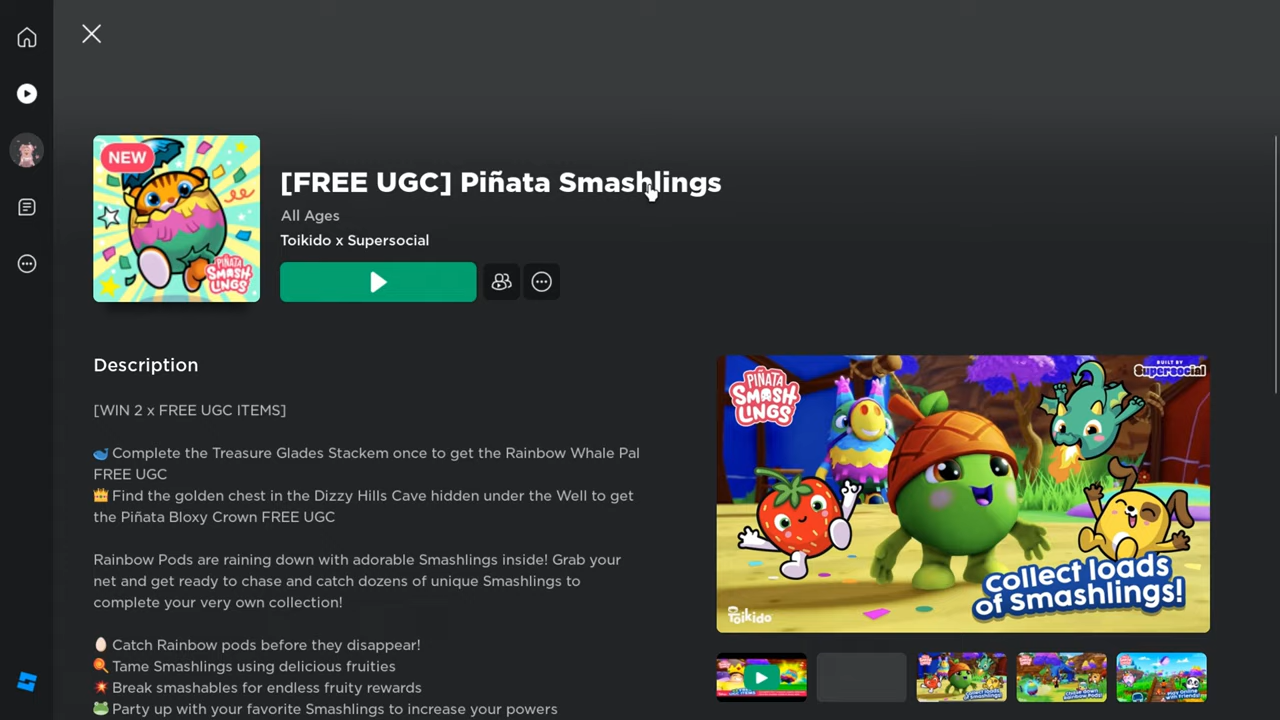 NEW
PIÑATA
SMASH
LINGS
[FREE UGC] Piñata Smashlings
All Ages
Toikido x Supersocial
Description
[WIN 2 x FREE UGC ITEMS]
🐋 Complete the Treasure Glades Stackem once to get the Rainbow Whale Pal
FREE UGC
👑 Find the golden chest in the Dizzy Hills Cave hidden under the Well to get
the Piñata Bloxy Crown FREE UGC
Rainbow Pods are raining down with adorable Smashlings inside! Grab your
net and get ready to chase and catch dozens of unique Smashlings to
complete your very own collection!
🥚 Catch Rainbow pods before they disappear!
🍭 Tame Smashlings using delicious fruities
💥 Break smashables for endless fruity rewards
🐸 Party up with your favorite Smashlings to increase your powers
PIÑATA
SMASH
LINGS
BUILT BY
Supersocial
Collect loads
of Smashlings!
Toikido